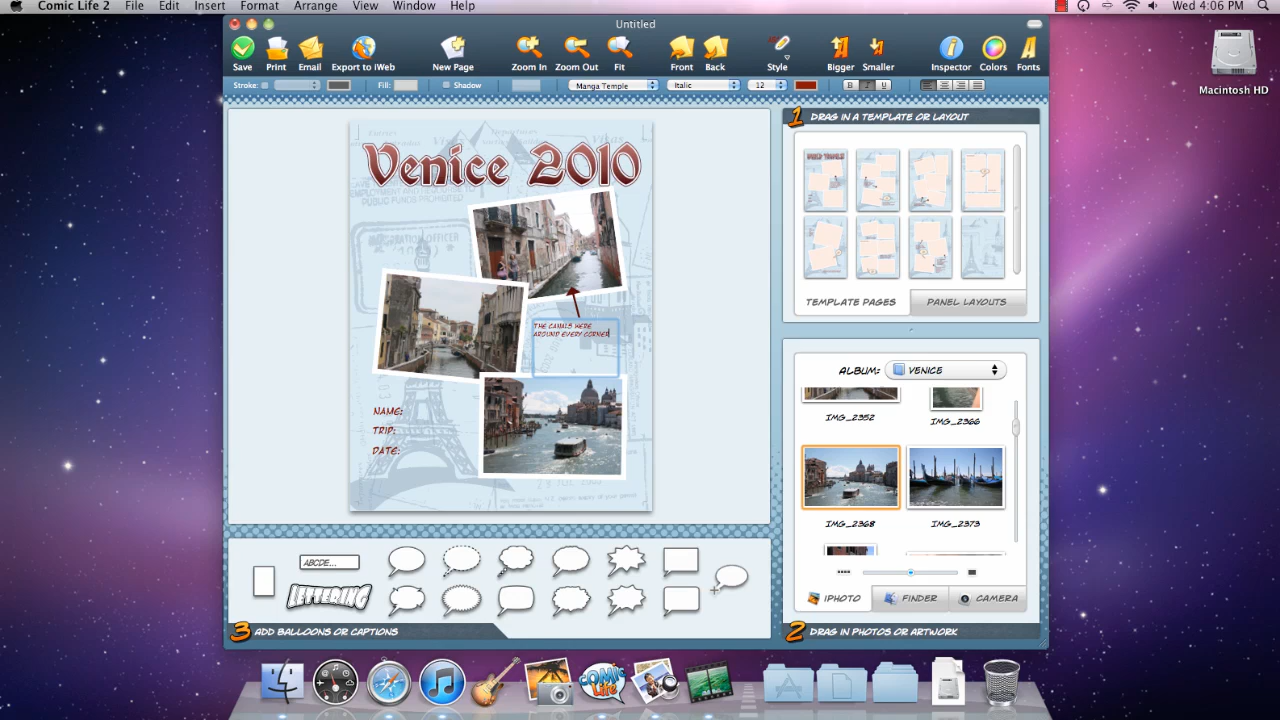 Comic Life 2 File Edit Insert Format Arrange View Window Help Wed 4:06 PM
Untitled
Save Print Email Export to iWeb New Page Zoom In Zoom Out Fit Front Back Style Bigger Smaller Inspector Colors Fonts
Stroke: Fill: Shadow Manga Temple Italic 12 B I U
Macintosh HD
1 DRAG IN A TEMPLATE OR LAYOUT
Venice 2010
THE CANALS WERE
AROUND EVERY CORNER
NAME:
TRIP:
DATE:
TEMPLATE PAGES PANEL LAYOUTS
ALBUM: VENICE
IMG_2352 IMG_2366
IMG_2368 IMG_2373
IPHOTO FINDER CAMERA
2 DRAG IN PHOTOS OR ARTWORK
ABCDE...
LETTERING
3 ADD BALLOONS OR CAPTIONS
COMIC
Life